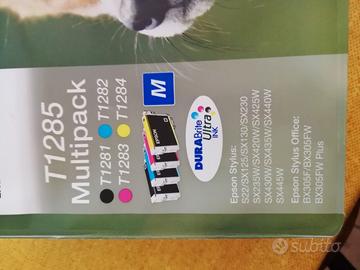 T1285
Multipack
T1281 T1282
T1283 T1284
M
EPSON
DURABrite
Ultra
INK
Epson Stylus:
S22/SX125/SX130/SX230
SX235W/SX420W/SX425W
SX430W/SX435W/SX440W
SX445W
Epson Stylus Office:
BX305F/BX305FW
BX305FW Plus
subito